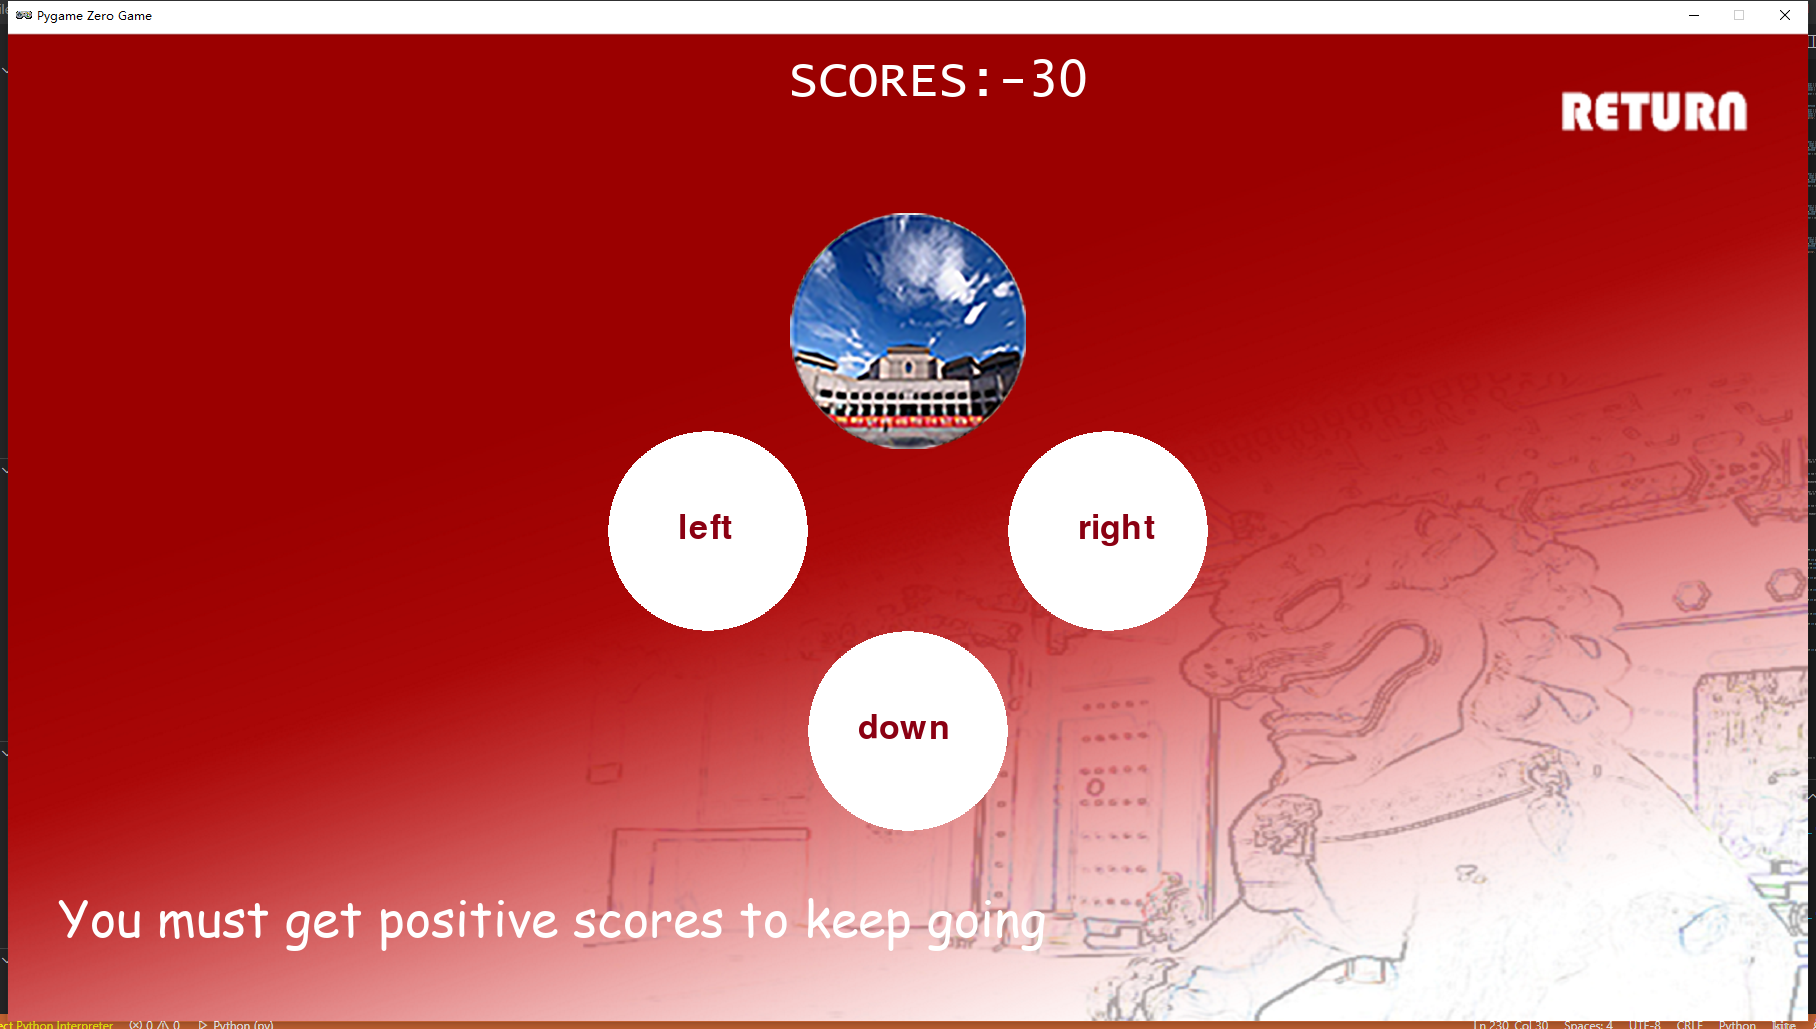 Pygame Zero Game
SCORES:-30
RETURN
left
right
down
You must get positive scores to keep going
ect Python Interpreter 0 0 Python (py)
Ln 230, Col 30 Spaces: 4 UTF-8 CRLF Python kite